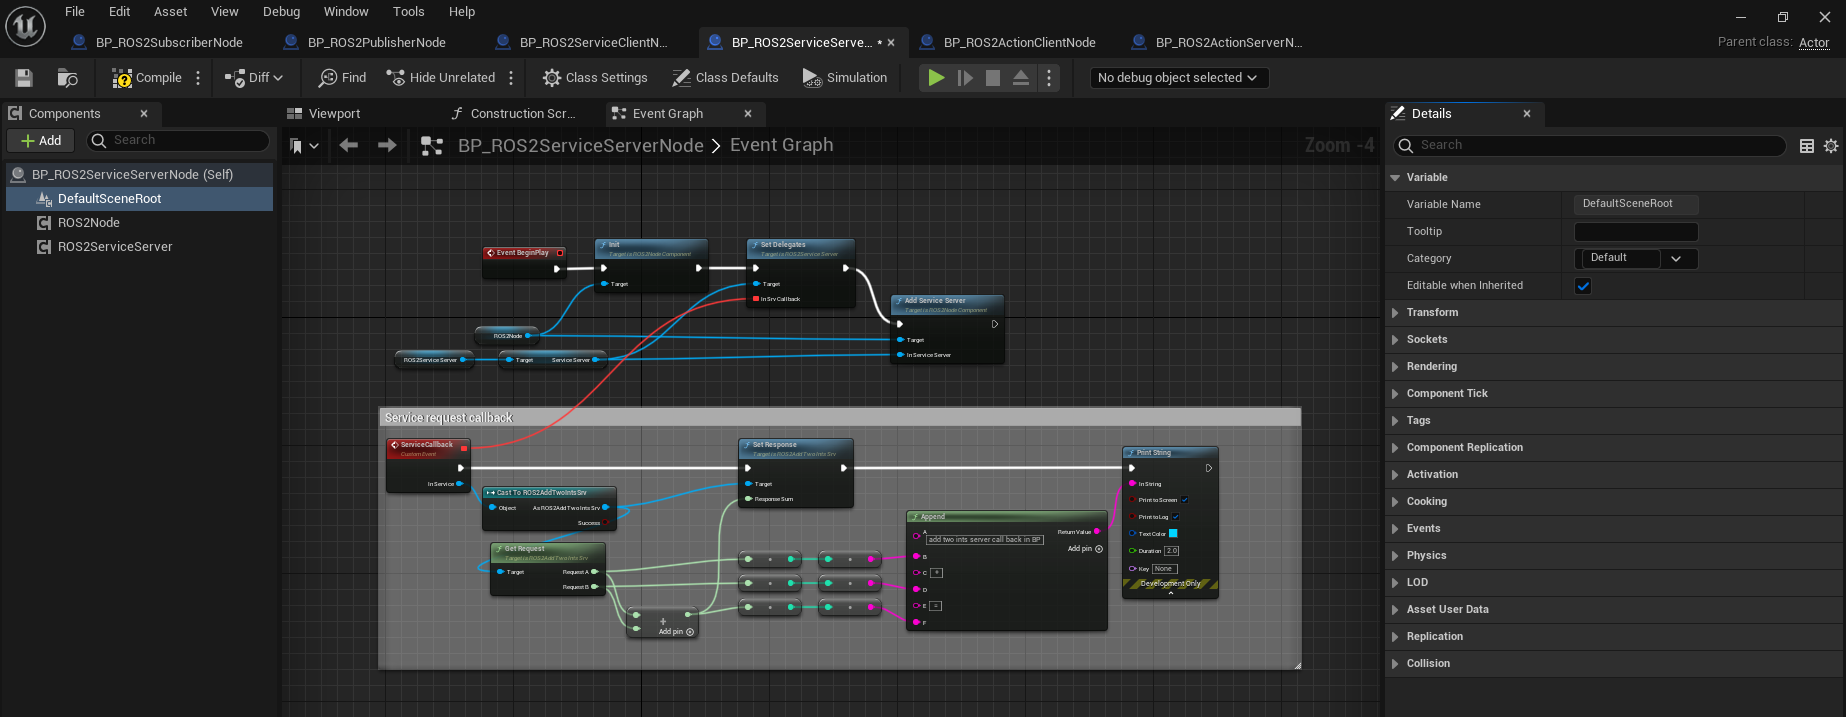 File Edit Asset View Debug Window Tools Help
BP_ROS2SubscriberNode BP_ROS2PublisherNode BP_ROS2ServiceClientN... BP_ROS2ServiceServe... • BP_ROS2ActionClientNode BP_ROS2ActionServerN...
Parent class: Actor
Compile Diff Find Hide Unrelated Class Settings Class Defaults Simulation No debug object selected
Components
Add Search
BP_ROS2ServiceServerNode (Self)
DefaultSceneRoot
ROS2Node
ROS2ServiceServer
Viewport Construction Scr... Event Graph
BP_ROS2ServiceServerNode > Event Graph Zoom -4
Event BeginPlay
Init
Target is ROS2Node Component
Target
Set Delegates
Target is ROS2Service Server
Target
In Srv Callback
Add Service Server
Target is ROS2Node Component
Target
In Service Server
ROS2Node
ROS2Service Server
Target Service Server
Service request callback
ServiceCallback
Custom Event
In Service
Cast To ROS2AddTwoIntsSrv
Object As ROS2Add Two Ints Srv
Success
Get Request
Target is ROS2Add Two Ints Srv
Target Request A
Request B
+
Add pin
Set Response
Target is ROS2Add Two Ints Srv
Target
Response Sum
Append
A Return Value
add two ints server call back in BP
Add pin
B
C +
D
E =
F
Print String
In String
Print to Screen
Print to Log
Text Color
Duration 2.0
Key None
Development Only
Details
Search
Variable
Variable Name DefaultSceneRoot
Tooltip
Category Default
Editable when Inherited
Transform
Sockets
Rendering
Component Tick
Tags
Component Replication
Activation
Cooking
Events
Physics
LOD
Asset User Data
Replication
Collision